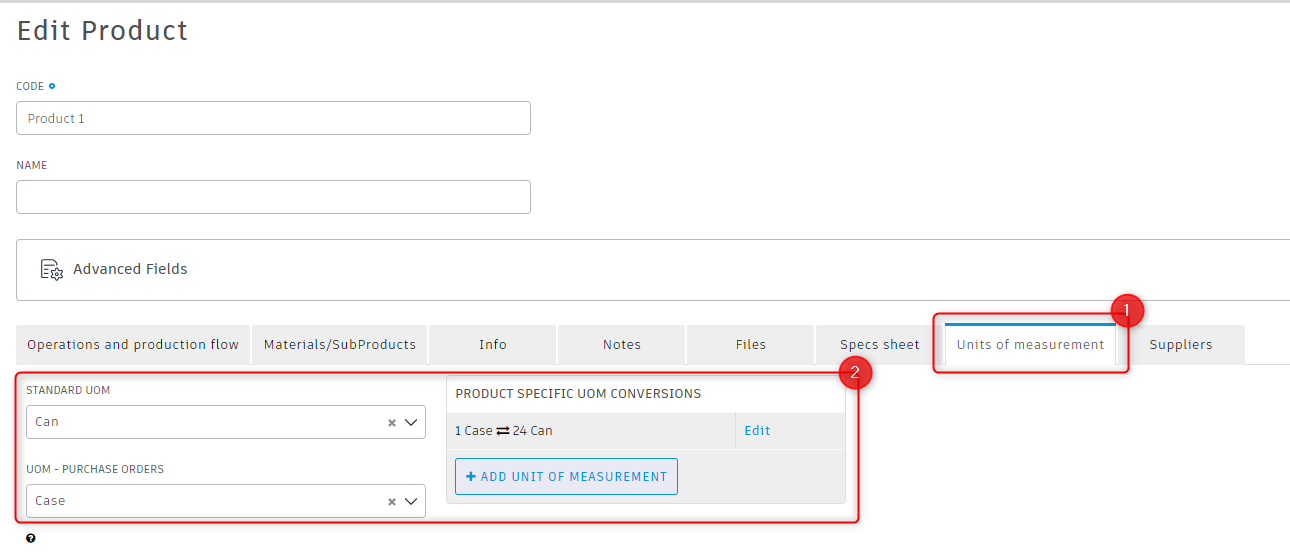 Edit Product
CODE
Product 1
NAME
Advanced Fields
1
Operations and production flow
Materials/SubProducts
Info
Notes
Files
Specs sheet
Units of measurement
Suppliers
2
STANDARD UOM
Can
UOM - PURCHASE ORDERS
Case
PRODUCT SPECIFIC UOM CONVERSIONS
1 Case ⇄ 24 Can
Edit
+ ADD UNIT OF MEASUREMENT
?